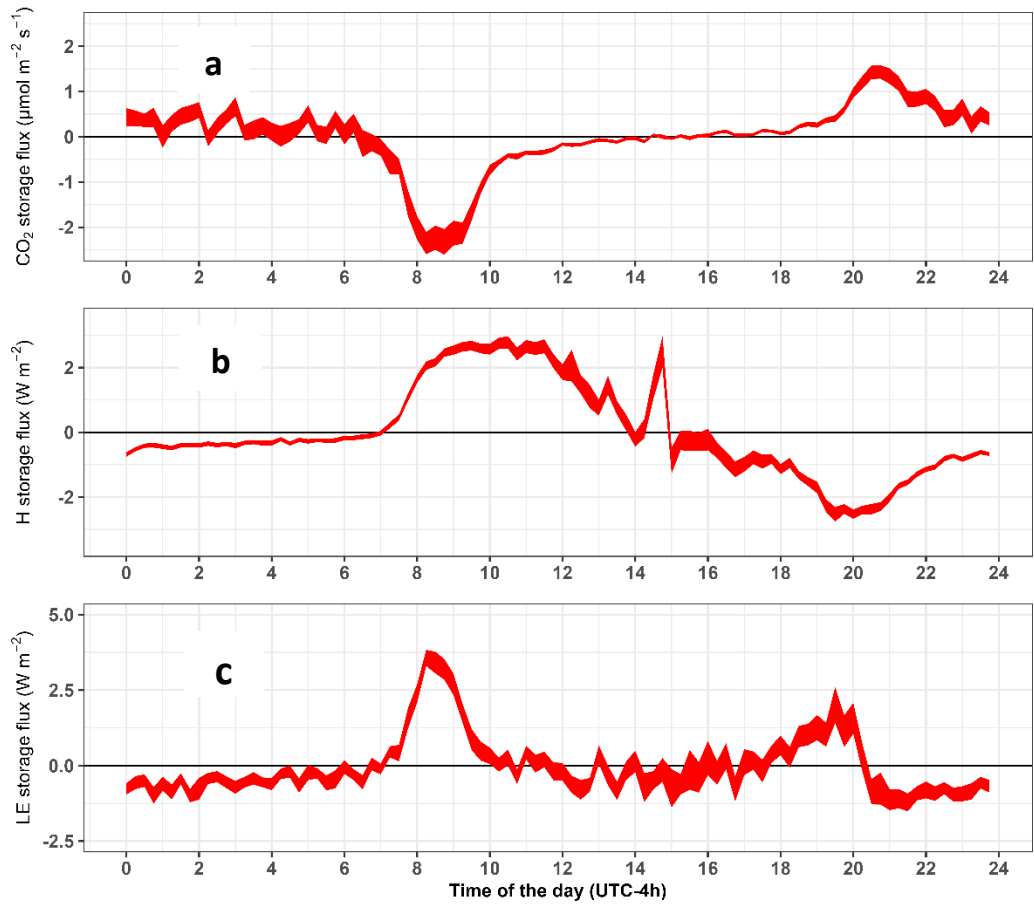 CO₂ storage flux (µmol m⁻² s⁻¹)
a
2
1
0
-1
-2
0 2 4 6 8 10 12 14 16 18 20 22 24
H storage flux (W m⁻²)
b
2
0
-2
0 2 4 6 8 10 12 14 16 18 20 22 24
LE storage flux (W m⁻²)
c
5.0
2.5
0.0
-2.5
0 2 4 6 8 10 12 14 16 18 20 22 24
Time of the day (UTC-4h)